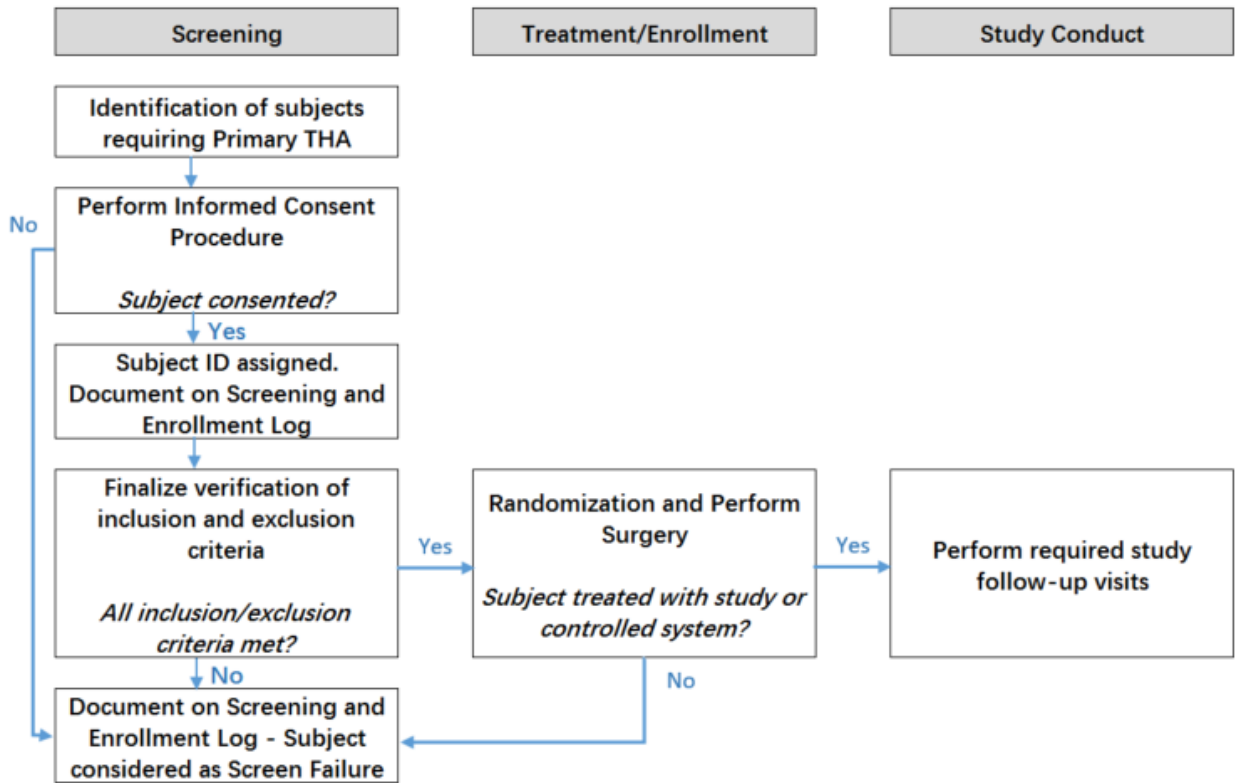 Screening
Treatment/Enrollment
Study Conduct
Identification of subjects
requiring Primary THA
No
Perform Informed Consent
Procedure
Subject consented?
Yes
Subject ID assigned.
Document on Screening and
Enrollment Log
Finalize verification of
inclusion and exclusion
criteria
All inclusion/exclusion
criteria met?
Yes
Randomization and Perform
Surgery
Subject treated with study or
controlled system?
Yes
Perform required study
follow-up visits
No
No
Document on Screening and
Enrollment Log - Subject
considered as Screen Failure